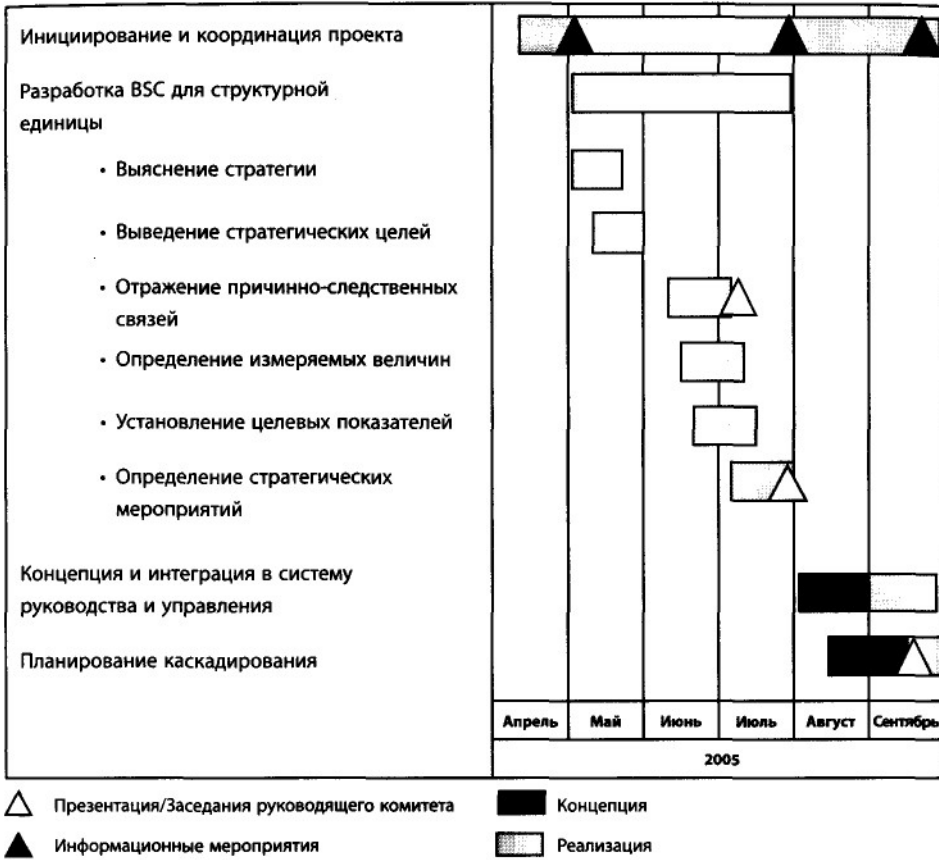 Инициирование и координация проекта
Разработка BSC для структурной
единицы
• Выяснение стратегии
• Выведение стратегических целей
• Отражение причинно-следственных
связей
• Определение измеряемых величин
• Установление целевых показателей
• Определение стратегических
мероприятий
Концепция и интеграция в систему
руководства и управления
Планирование каскадирования
Апрель Май Июнь Июль Август Сентябрь
2005
Презентация/Заседания руководящего комитета
Концепция
Информационные мероприятия
Реализация